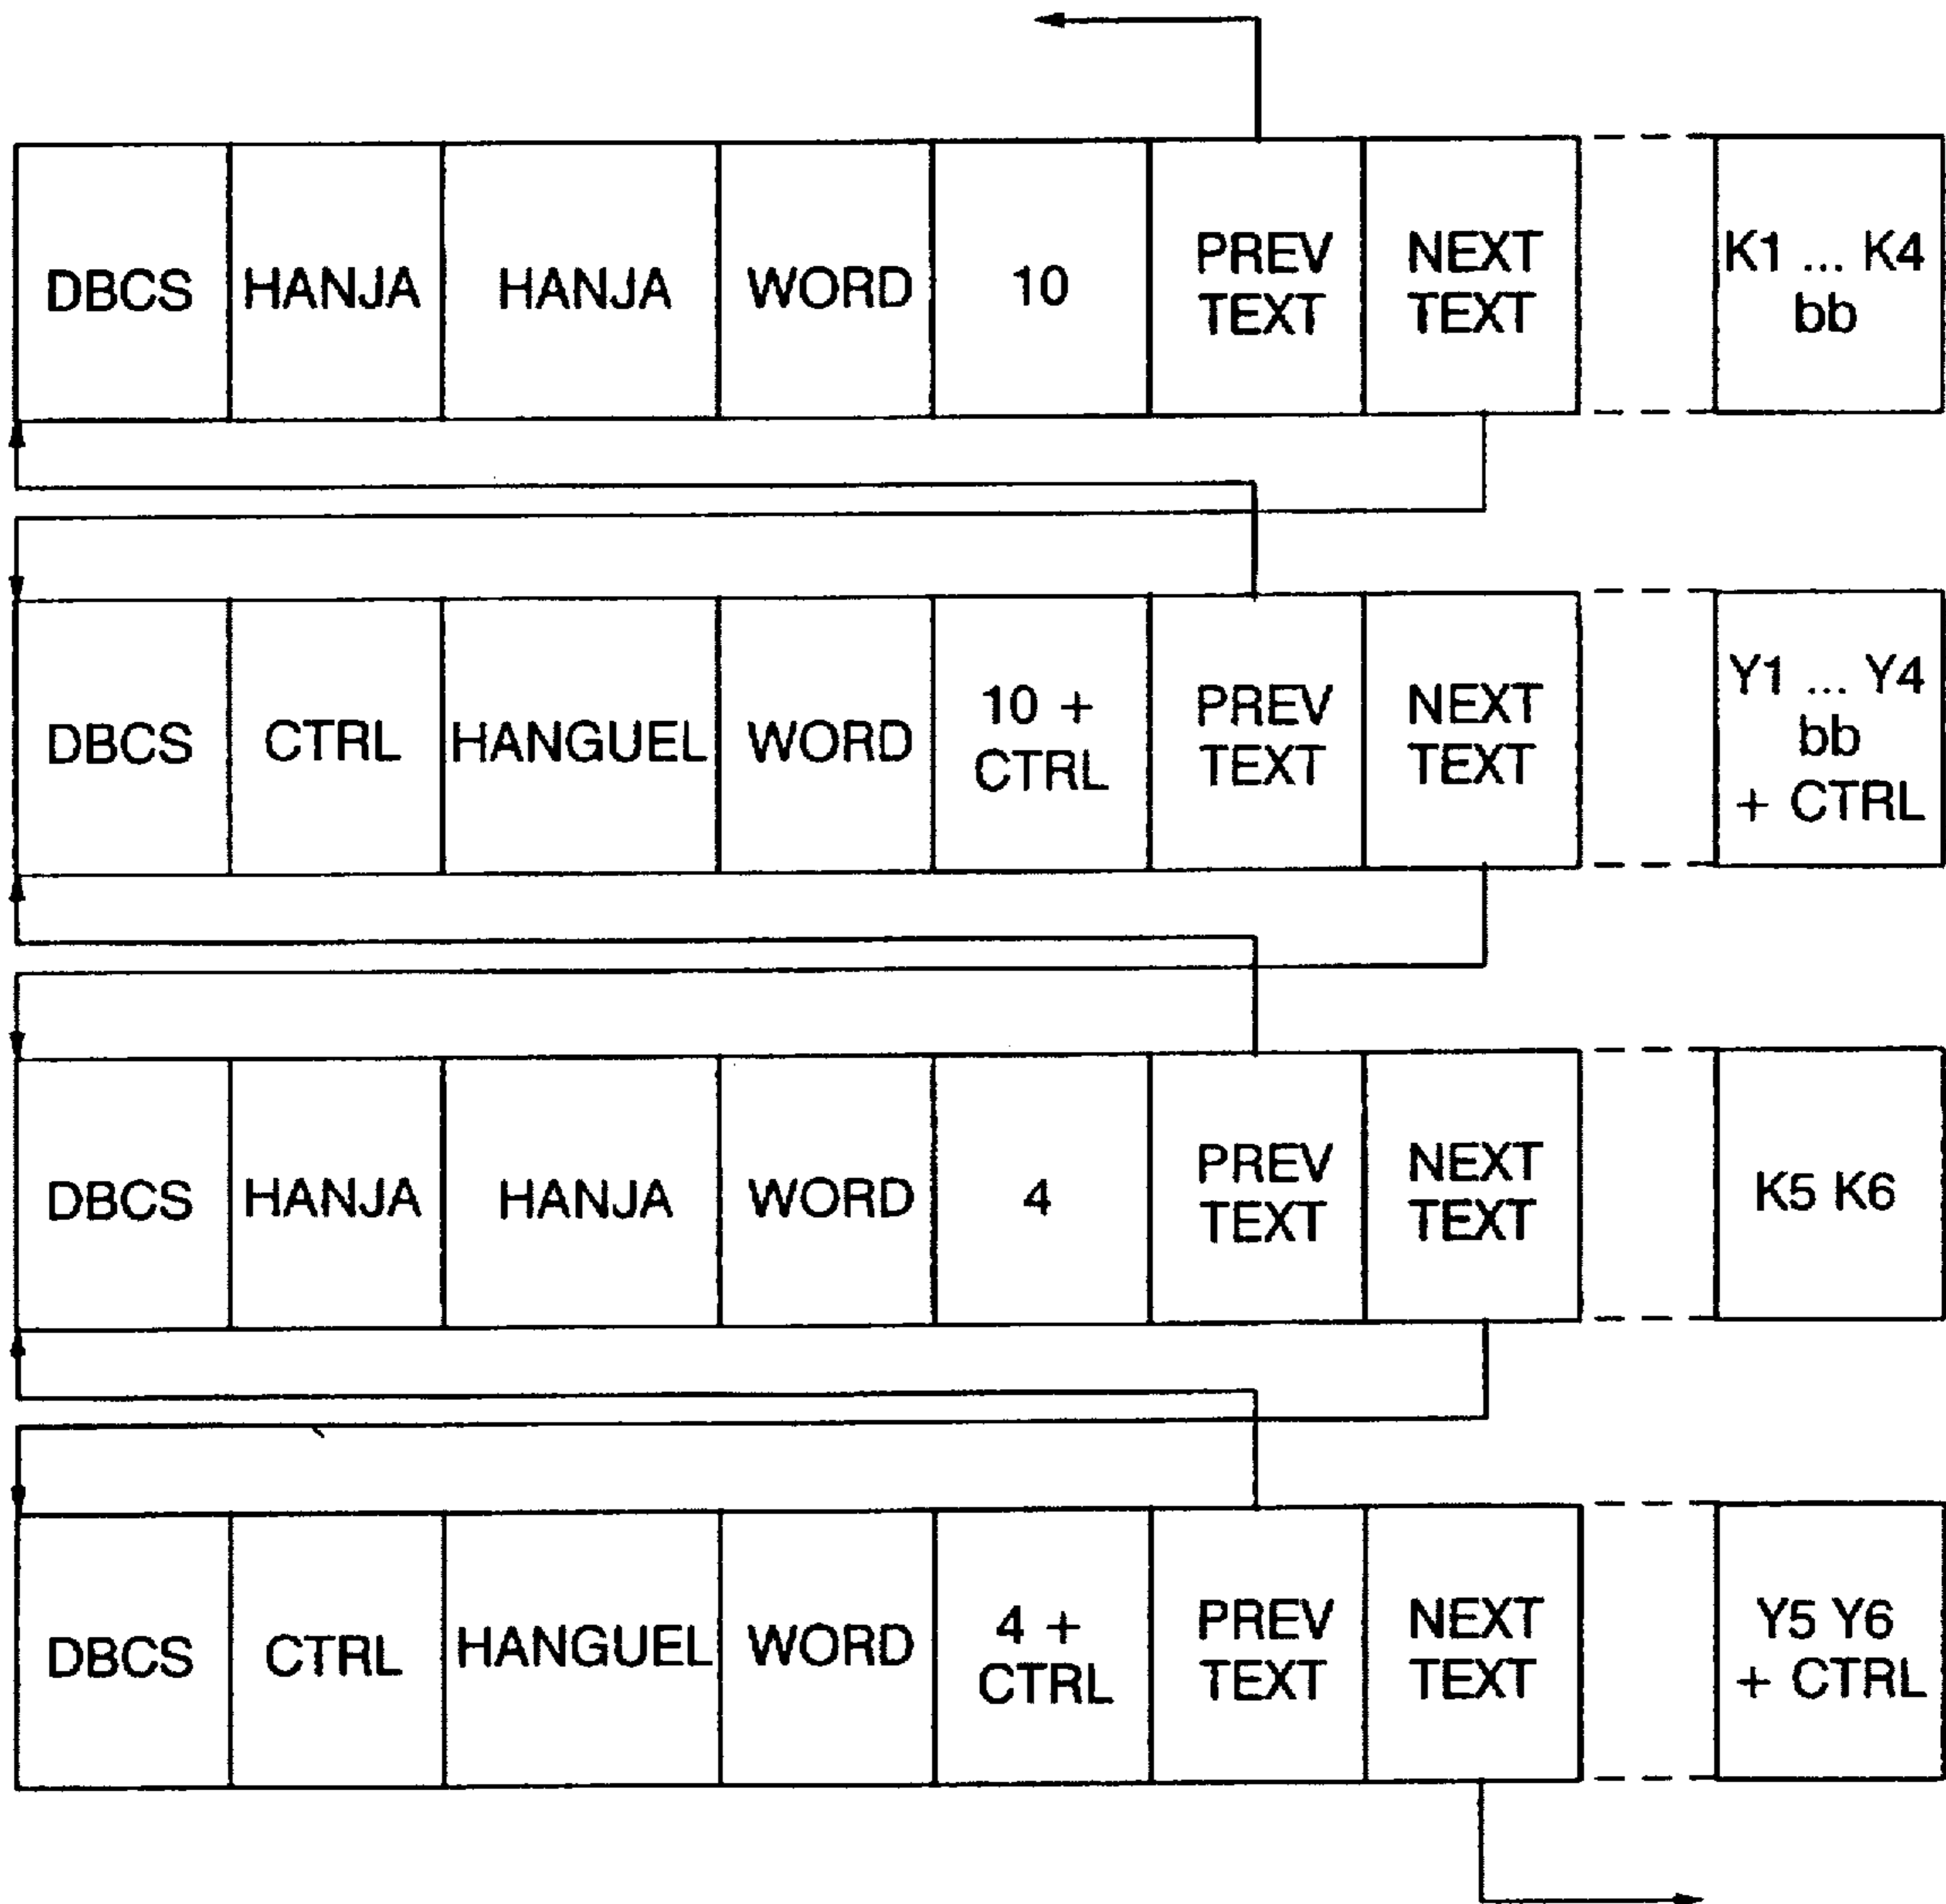 DBCS HANJA HANJA WORD 10 PREV TEXT NEXT TEXT K1 ... K4 bb
DBCS CTRL HANGUEL WORD 10 + CTRL PREV TEXT NEXT TEXT Y1 ... Y4 bb + CTRL
DBCS HANJA HANJA WORD 4 PREV TEXT NEXT TEXT K5 K6
DBCS CTRL HANGUEL WORD 4 + CTRL PREV TEXT NEXT TEXT Y5 Y6 + CTRL